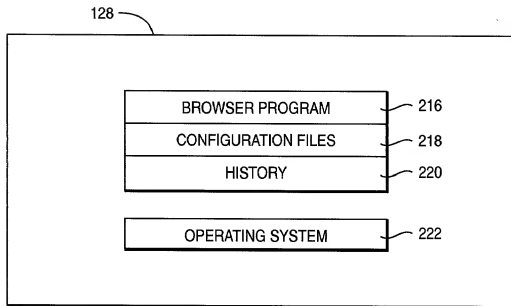 128
BROWSER PROGRAM 216
CONFIGURATION FILES 218
HISTORY 220
OPERATING SYSTEM 222